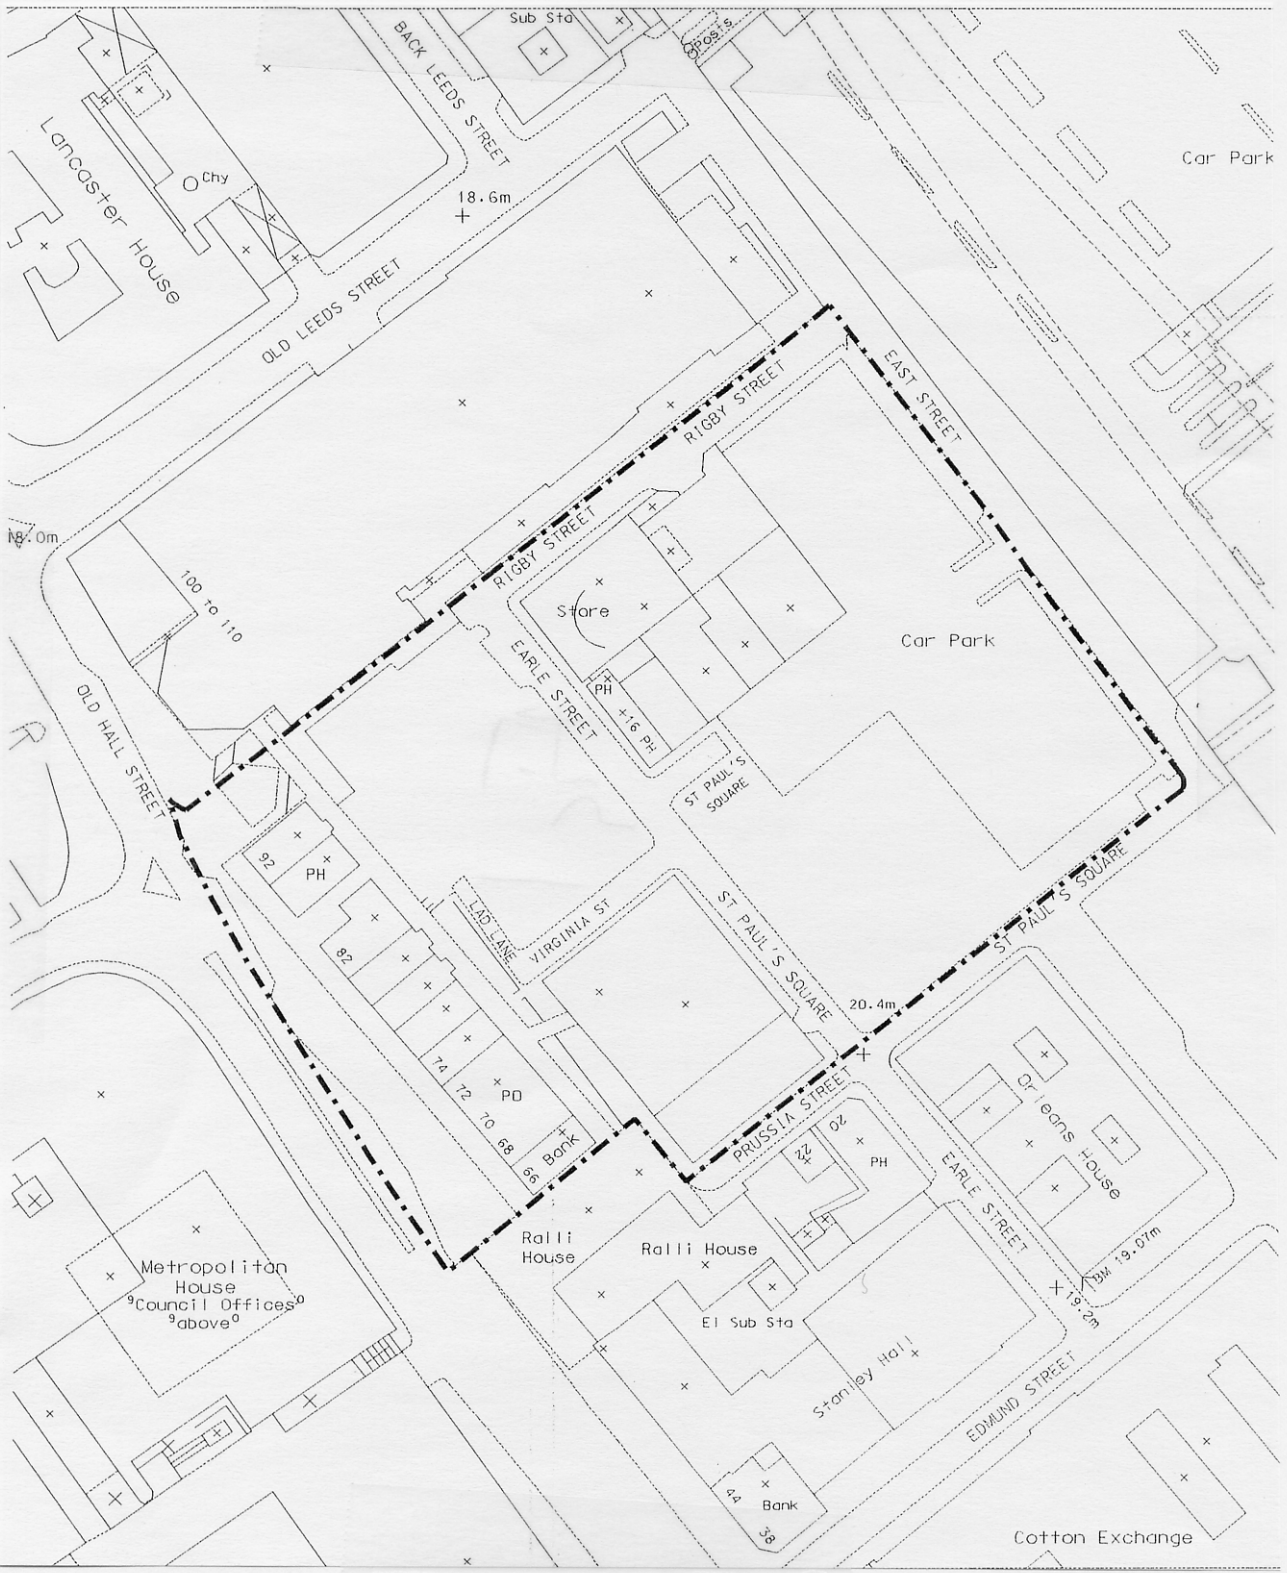 Sub Sta
Posts
BACK LEEDS STREET
Car Park
Lancaster House
Chy
18.6m
OLD LEEDS STREET
EAST STREET
RIGBY STREET
18.0m
RIGBY STREET
100 to 110
Store
EARLE STREET
Car Park
PH
16 PH
OLD HALL STREET
ST PAUL'S
SQUARE
92
PH
ST PAUL'S SQUARE
LAD LANE
VIRGINIA ST
ST PAUL'S SQUARE
82
20.4m
74
72
70
68
66
PO
Bank
PRUSSIA STREET
20
22
PH
Orleans House
EARLE STREET
Ralli
House
Ralli House
BM 19.07m
19.2m
Metropolitan
House
Council Offices
above
El Sub Sta
Stanley Hall
EDMUND STREET
44
Bank
38
Cotton Exchange